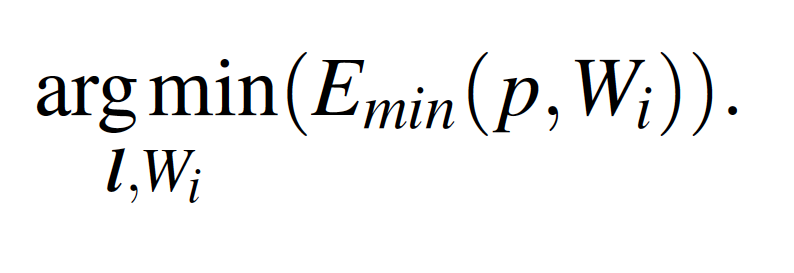 arg min(E_min(p, W_i)).
l,W_i